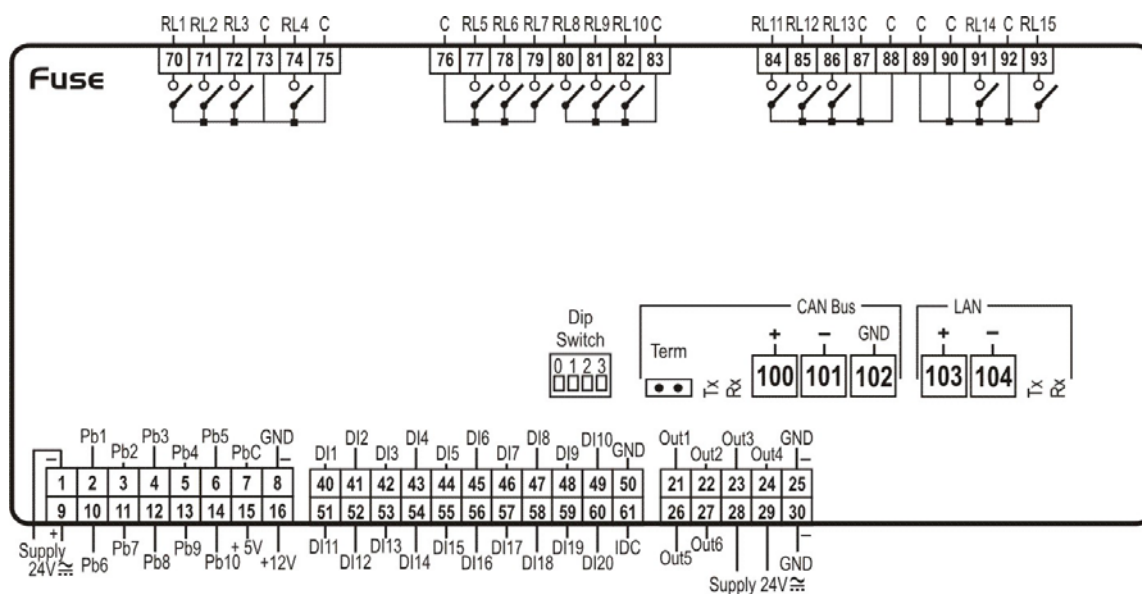 RL1 RL2 RL3 C RL4 C C RL5 RL6 RL7 RL8 RL9 RL10 C RL11 RL12 RL13 C C C C RL14 C RL15
70 71 72 73 74 75 76 77 78 79 80 81 82 83 84 85 86 87 88 89 90 91 92 93
Fuse
Dip
Switch
0 1 2 3
CAN Bus
Term
Tx
Rx
+ – GND
100 101 102
LAN
+ –
103 104
Tx
Rx
– Pb1 Pb2 Pb3 Pb4 Pb5 PbC GND –
1 2 3 4 5 6 7 8
9 10 11 12 13 14 15 16
+
Supply
24V
Pb6 Pb7 Pb8 Pb9 Pb10 + 5V +12V
DI1 DI2 DI3 DI4 DI5 DI6 DI7 DI8 DI9 DI10 GND
40 41 42 43 44 45 46 47 48 49 50
51 52 53 54 55 56 57 58 59 60 61
DI11 DI12 DI13 DI14 DI15 DI16 DI17 DI18 DI19 DI20 IDC
Out1 Out2 Out3 Out4 GND –
21 22 23 24 25
26 27 28 29 30
Out5 Out6 – GND
Supply 24V